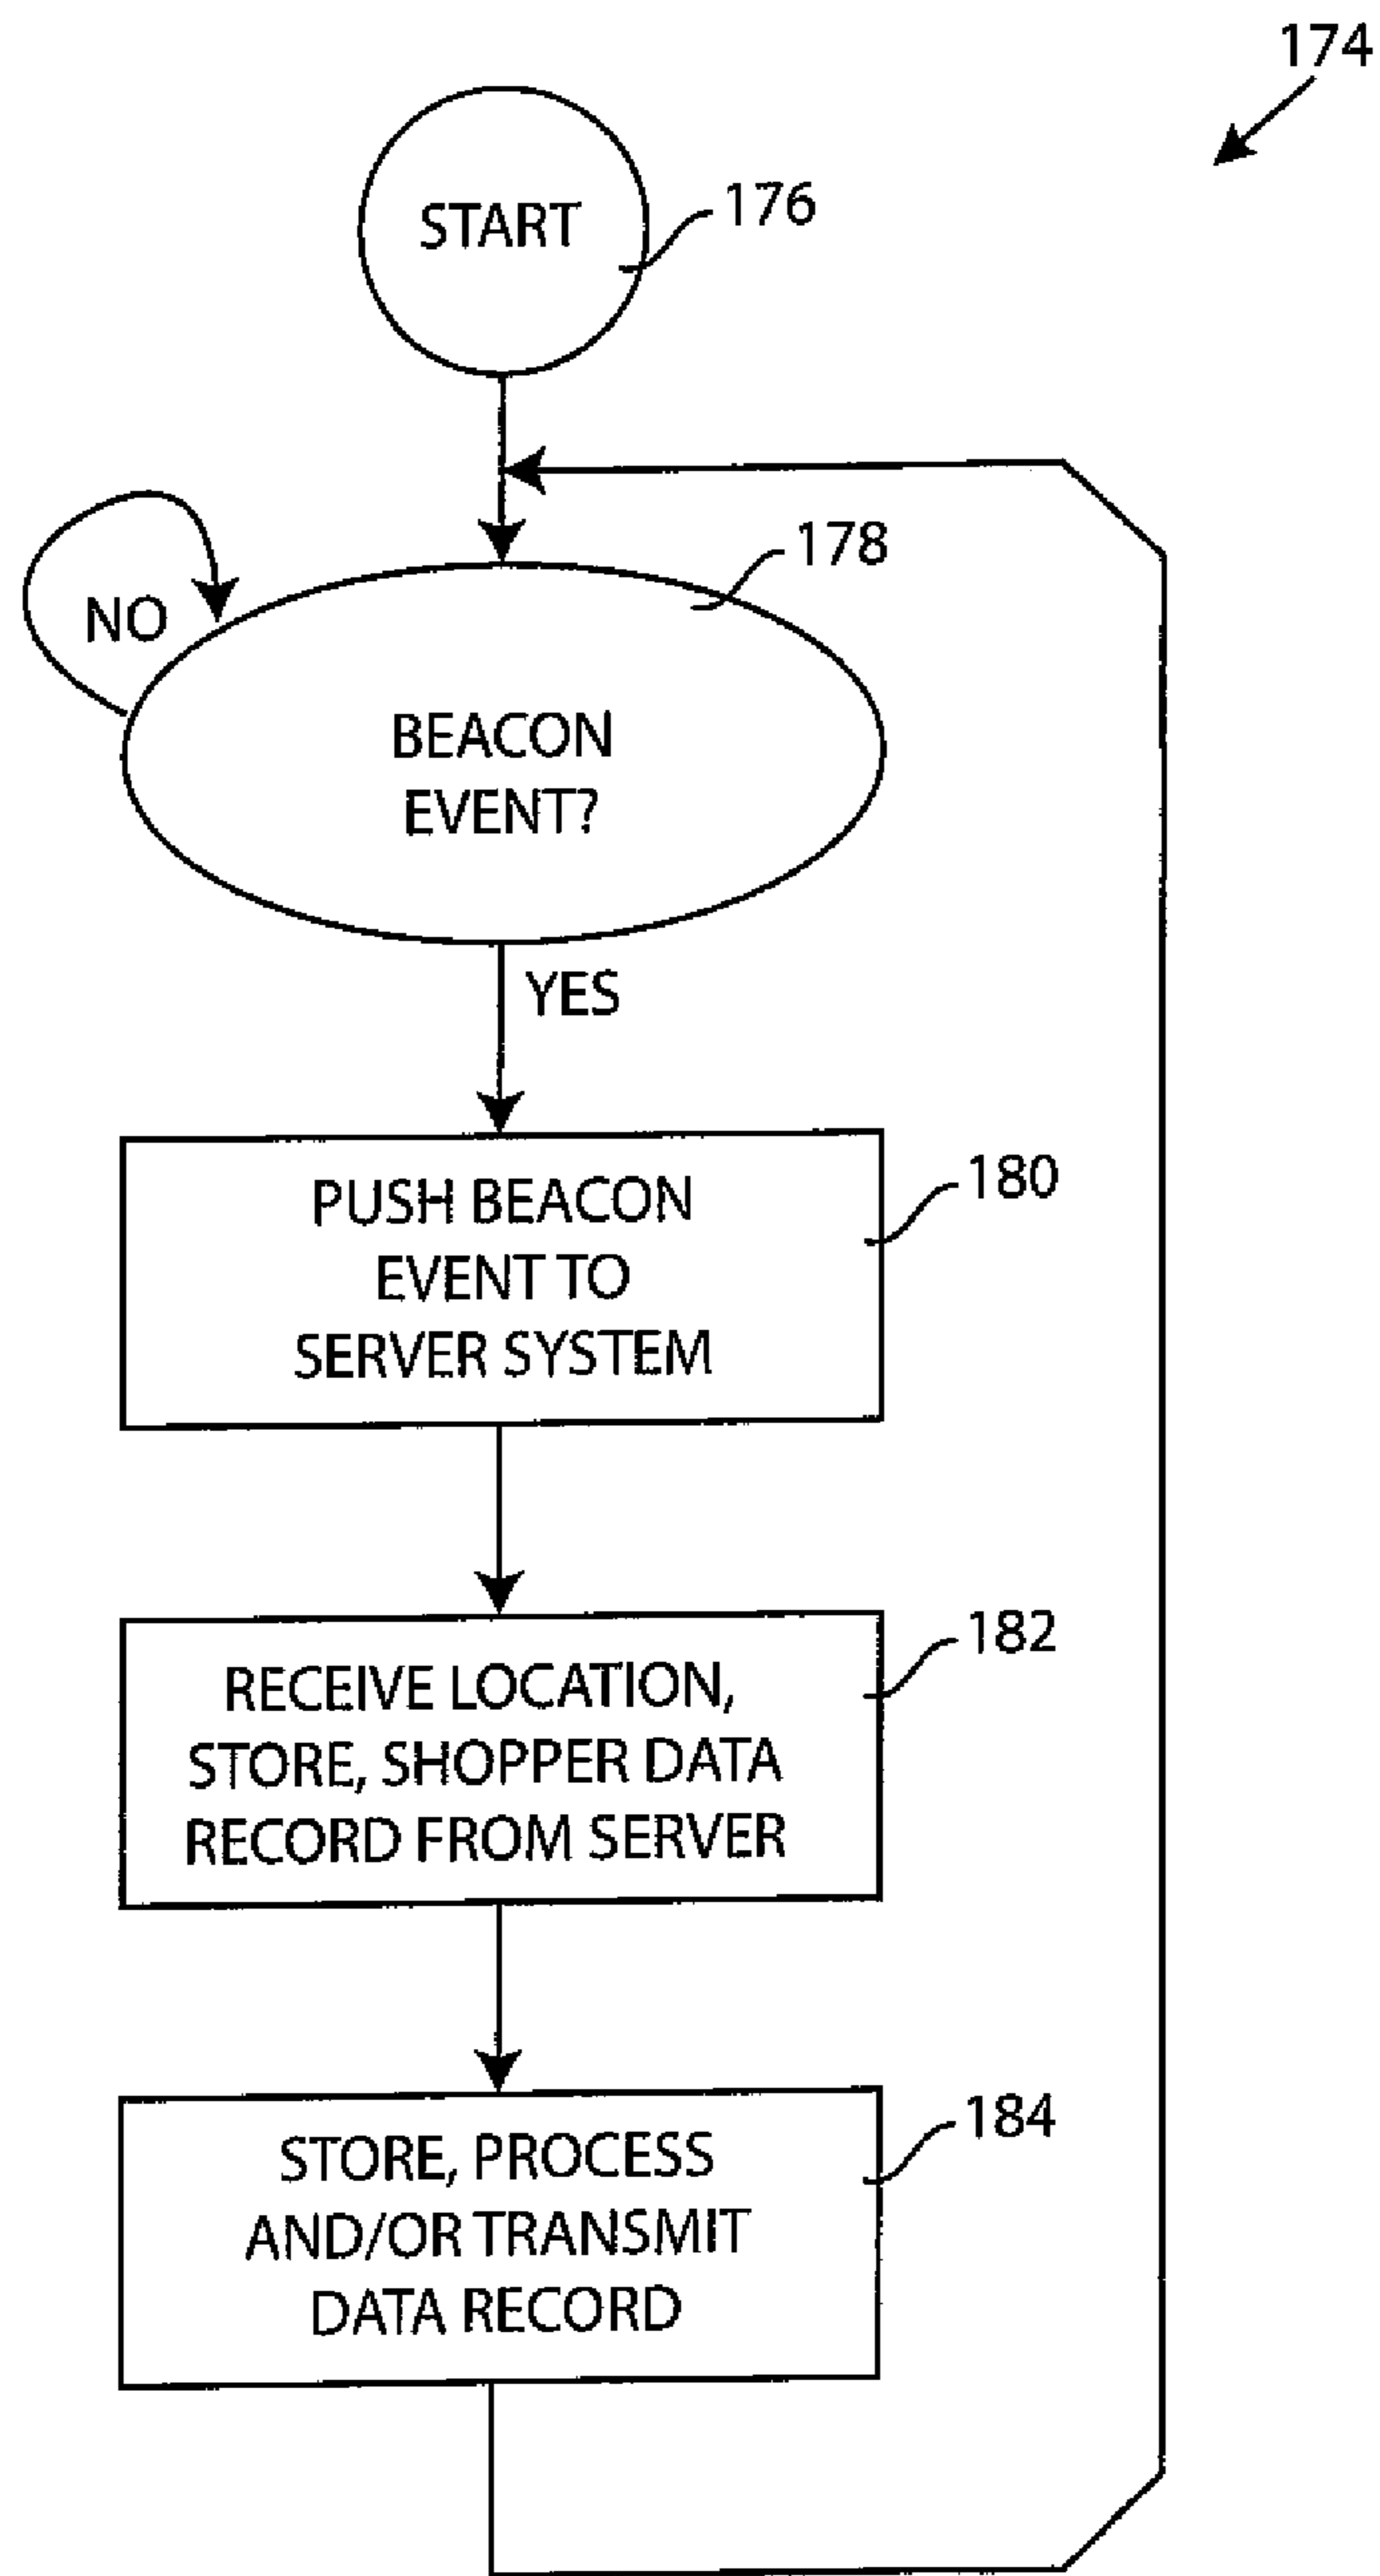 174
START
176
178
NO
BEACON
EVENT?
YES
PUSH BEACON
EVENT TO
SERVER SYSTEM
180
RECEIVE LOCATION,
STORE, SHOPPER DATA
RECORD FROM SERVER
182
STORE, PROCESS
AND/OR TRANSMIT
DATA RECORD
184